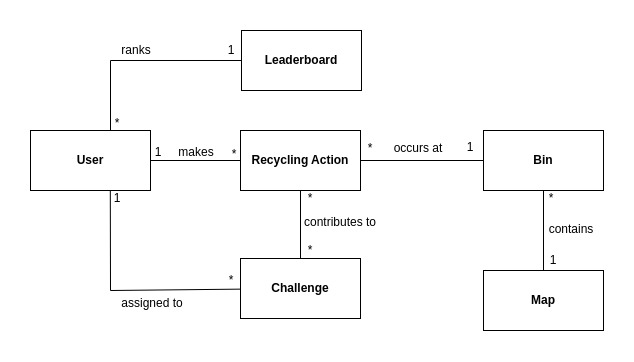 ranks
1
Leaderboard
*
User
1
makes
*
Recycling Action
*
occurs at
1
Bin
1
*
contributes to
*
*
contains
1
*
assigned to
Challenge
Map